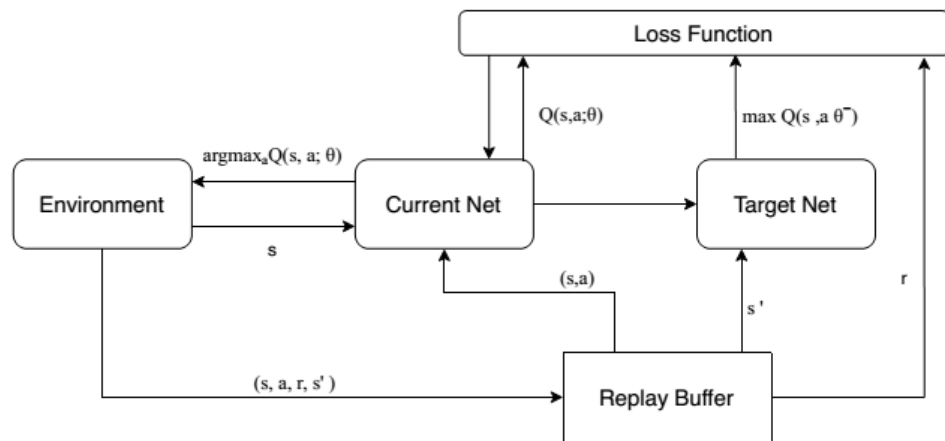 Loss Function
Q(s,a;θ)
max Q(s ,a θ⁻)
argmaxₐQ(s, a; θ)
Environment
Current Net
Target Net
s
(s,a)
s '
r
(s, a, r, s' )
Replay Buffer